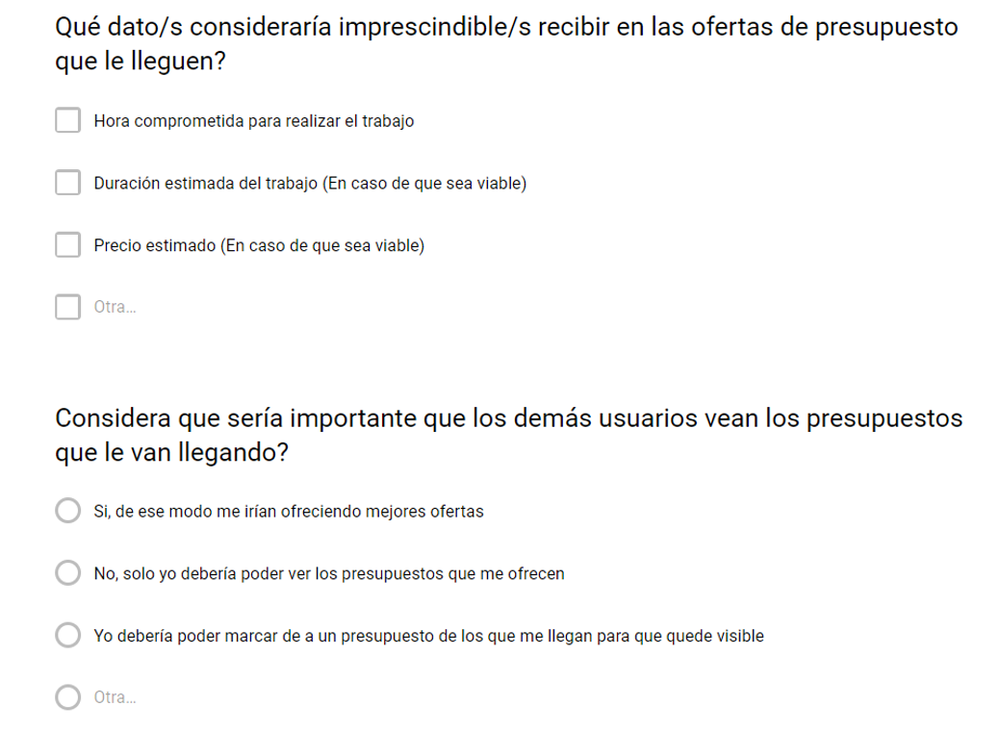 Qué dato/s consideraría imprescindible/s recibir en las ofertas de presupuesto
que le lleguen?
Hora comprometida para realizar el trabajo
Duración estimada del trabajo (En caso de que sea viable)
Precio estimado (En caso de que sea viable)
Otra...
Considera que sería importante que los demás usuarios vean los presupuestos
que le van llegando?
Si, de ese modo me irían ofreciendo mejores ofertas
No, solo yo debería poder ver los presupuestos que me ofrecen
Yo debería poder marcar de a un presupuesto de los que me llegan para que quede visible
Otra...